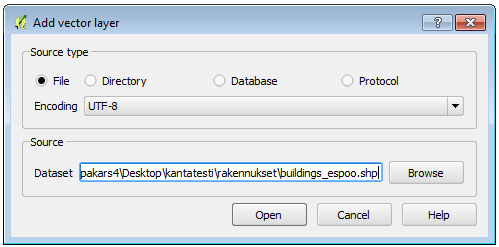 Add vector layer
Source type
File Directory Database Protocol
Encoding UTF-8
Source
Dataset pakars4\Desktop\kantatesti\rakennukset\buildings_espoo.shp Browse
Open Cancel Help